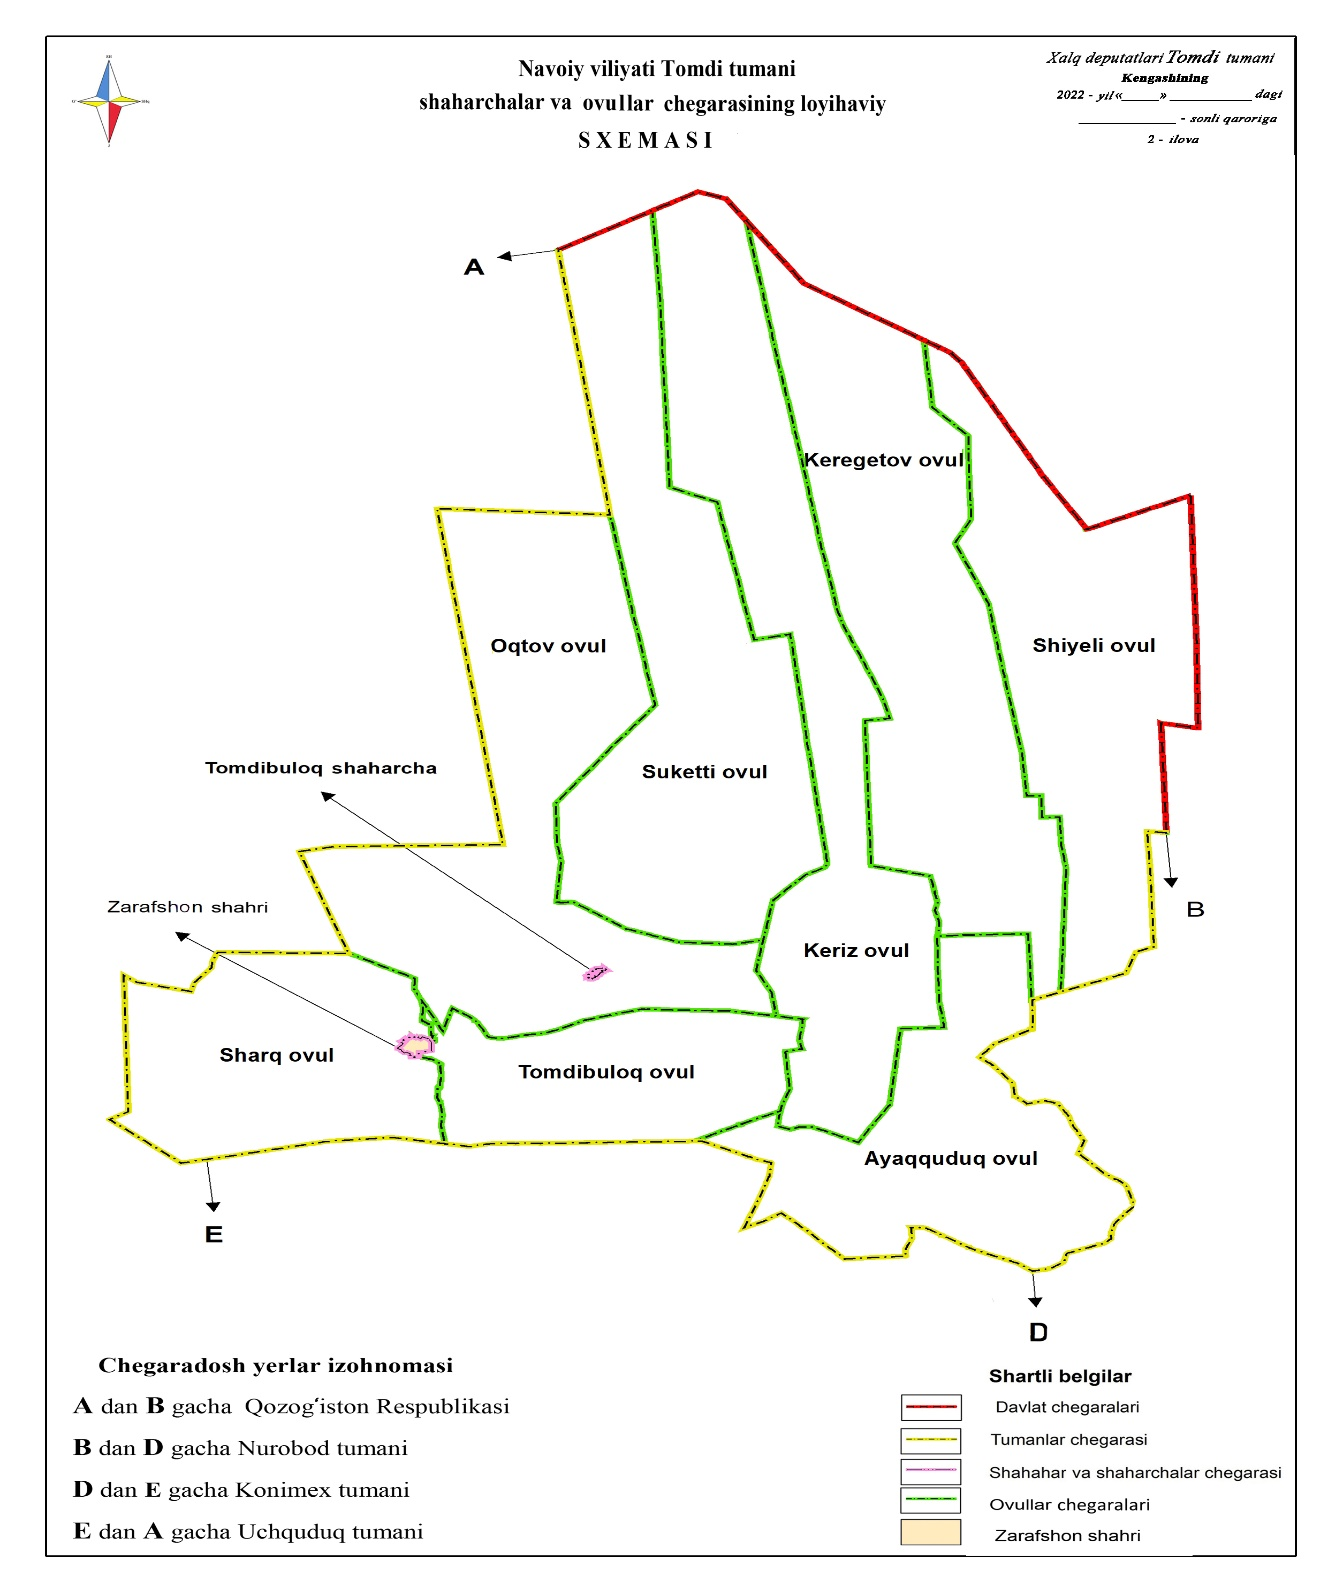 Navoiy viliyati Tomdi tumani
shaharchalar va ovullar chegarasining loyihaviy
SXEMASI
Xalq deputatlari Tomdi tumani
Kengashining
2022 - yil «_____» ____________ dagi
______________ - sonli qaroriga
2 - ilova
A
Keregetov ovul
Oqtov ovul
Shiyeli ovul
Tomdibuloq shaharcha
Suketti ovul
Zarafshon shahri
B
Keriz ovul
Sharq ovul
Tomdibuloq ovul
Ayaqquduq ovul
E
D
Chegaradosh yerlar izohnomasi
A dan B gacha Qozog‘iston Respublikasi
B dan D gacha Nurobod tumani
D dan E gacha Konimex tumani
E dan A gacha Uchquduq tumani
Shartli belgilar
Davlat chegaralari
Tumanlar chegarasi
Shahahar va shaharchalar chegarasi
Ovullar chegaralari
Zarafshon shahri